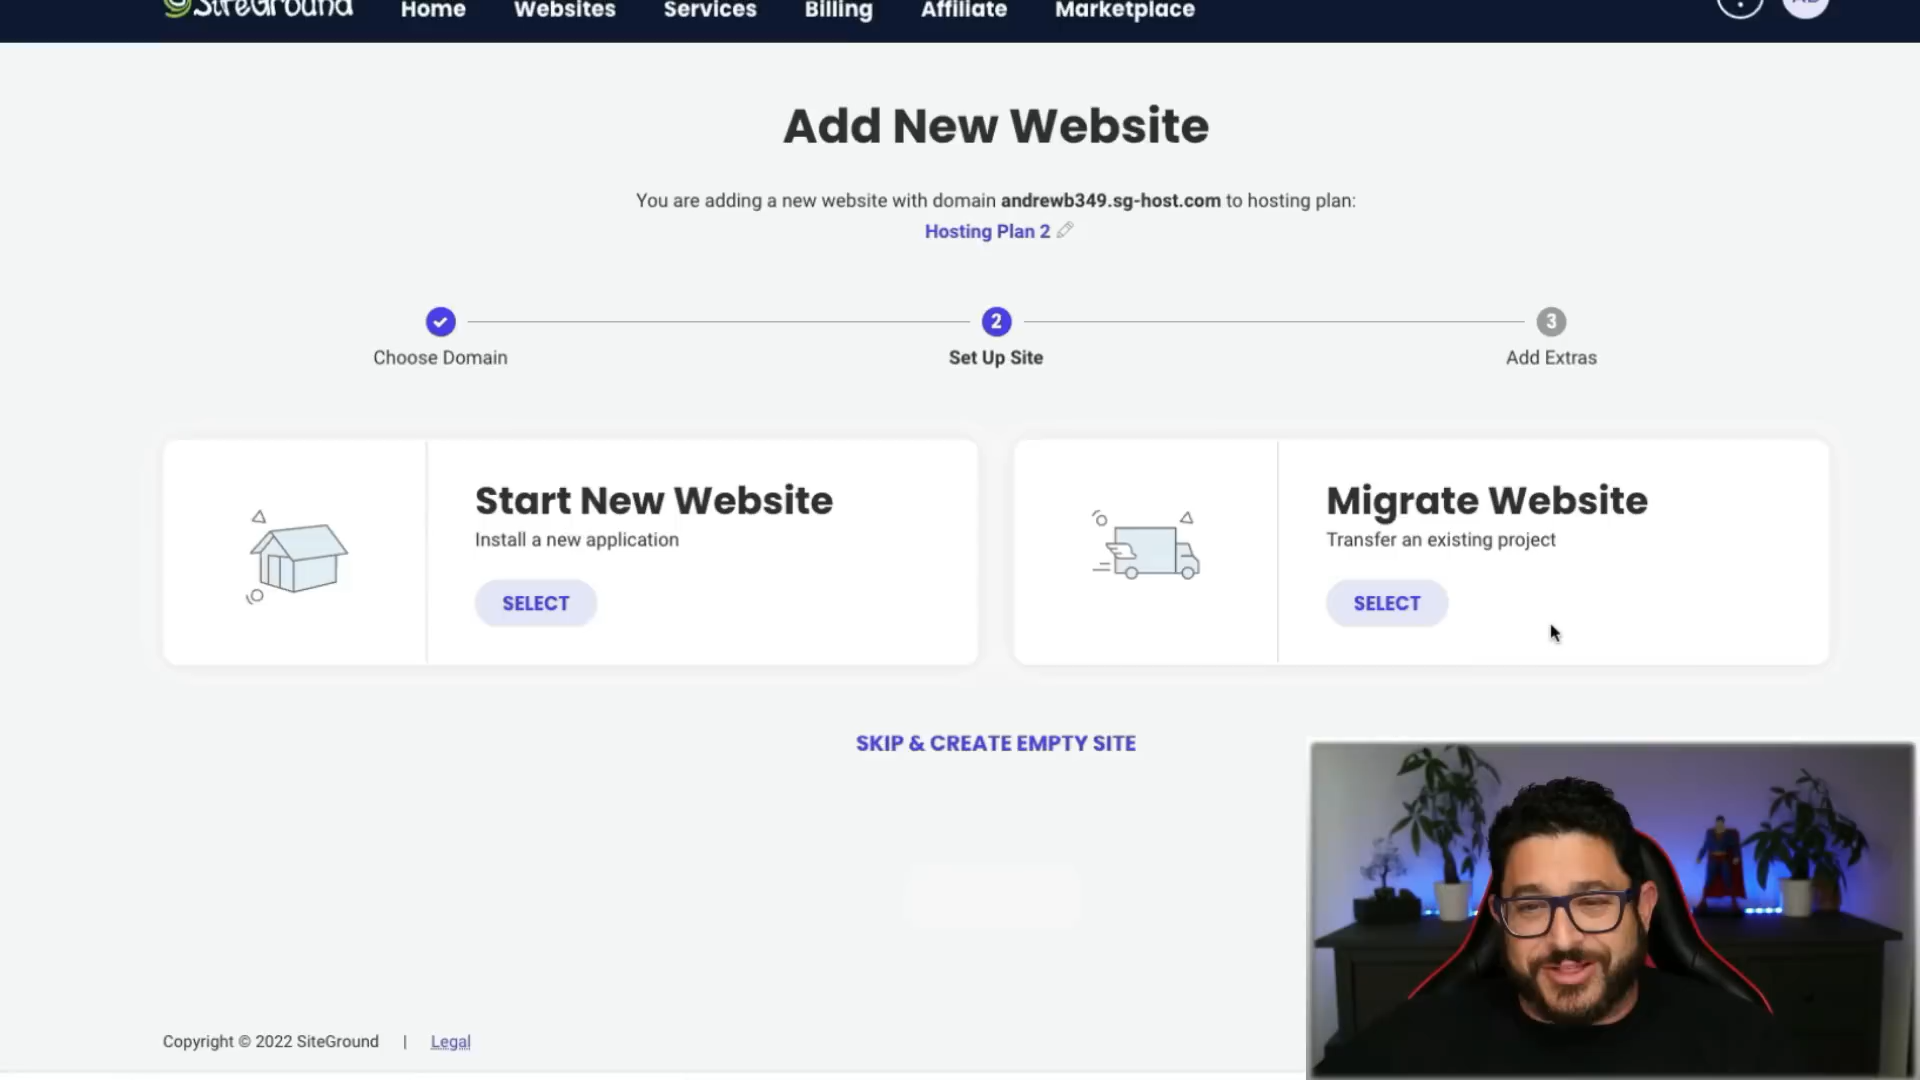 SiteGround
Home
Websites
Services
Billing
Affiliate
Marketplace
Add New Website
You are adding a new website with domain andrewb349.sg-host.com to hosting plan:
Hosting Plan 2
2
3
Choose Domain
Set Up Site
Add Extras
Start New Website
Install a new application
SELECT
Migrate Website
Transfer an existing project
SELECT
SKIP & CREATE EMPTY SITE
Copyright © 2022 SiteGround
|
Legal